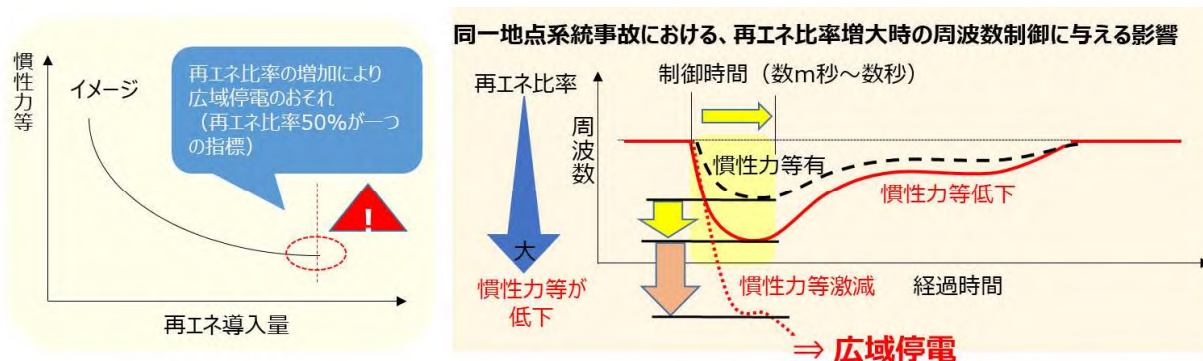 慣性力等
イメージ
再エネ比率の増加により
広域停電のおそれ
（再エネ比率50%が一つ
の指標）
!
再エネ導入量
同一地点系統事故における、再エネ比率増大時の周波数制御に与える影響
再エネ比率
大
慣性力等が
低下
制御時間（数m秒～数秒）
周波数
慣性力等有
慣性力等低下
慣性力等激減
経過時間
⇒ 広域停電